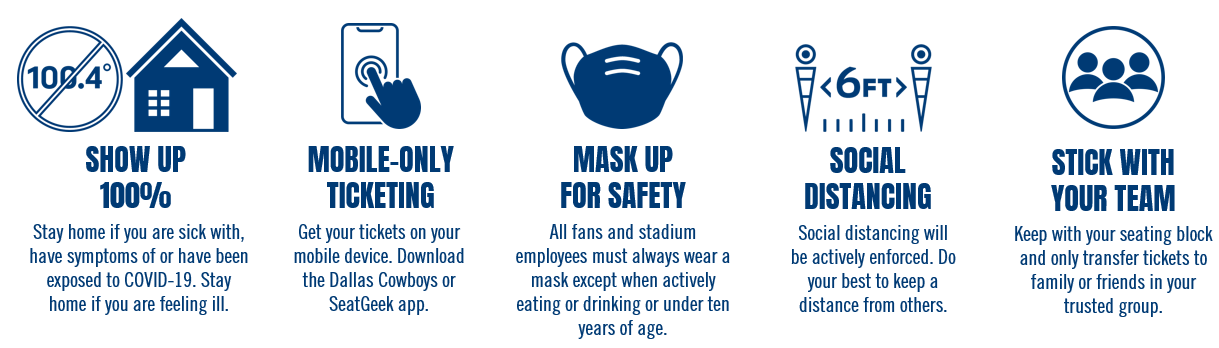 100.4°
SHOW UP
100%
Stay home if you are sick with,
have symptoms of or have been
exposed to COVID-19. Stay
home if you are feeling ill.
MOBILE-ONLY
TICKETING
Get your tickets on your
mobile device. Download
the Dallas Cowboys or
SeatGeek app.
MASK UP
FOR SAFETY
All fans and stadium
employees must always wear a
mask except when actively
eating or drinking or under ten
years of age.
<6FT>
SOCIAL
DISTANCING
Social distancing will
be actively enforced. Do
your best to keep a
distance from others.
STICK WITH
YOUR TEAM
Keep with your seating block
and only transfer tickets to
family or friends in your
trusted group.